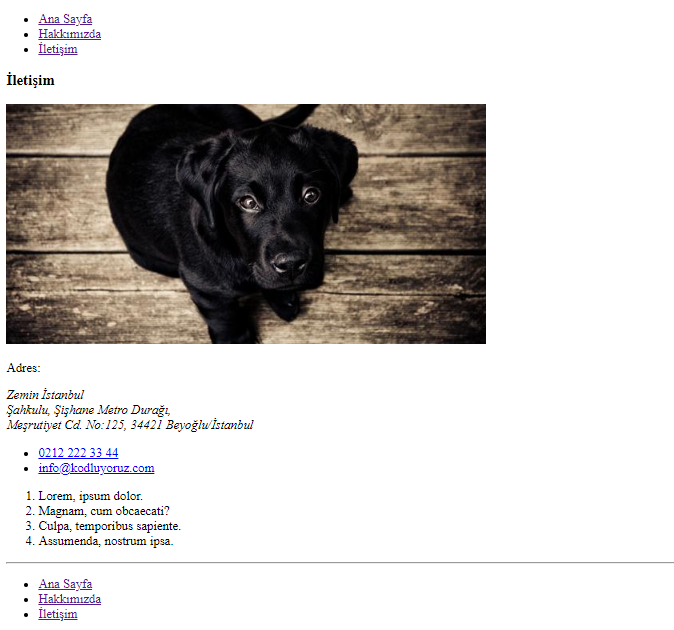 Ana Sayfa
Hakkımızda
İletişim
İletişim
Adres:
Zemin İstanbul
Şahkulu, Şişhane Metro Durağı,
Meşrutiyet Cd. No:125, 34421 Beyoğlu/İstanbul
0212 222 33 44
info@kodluyoruz.com
1. Lorem, ipsum dolor.
2. Magnam, cum obcaecati?
3. Culpa, temporibus sapiente.
4. Assumenda, nostrum ipsa.
Ana Sayfa
Hakkımızda
İletişim